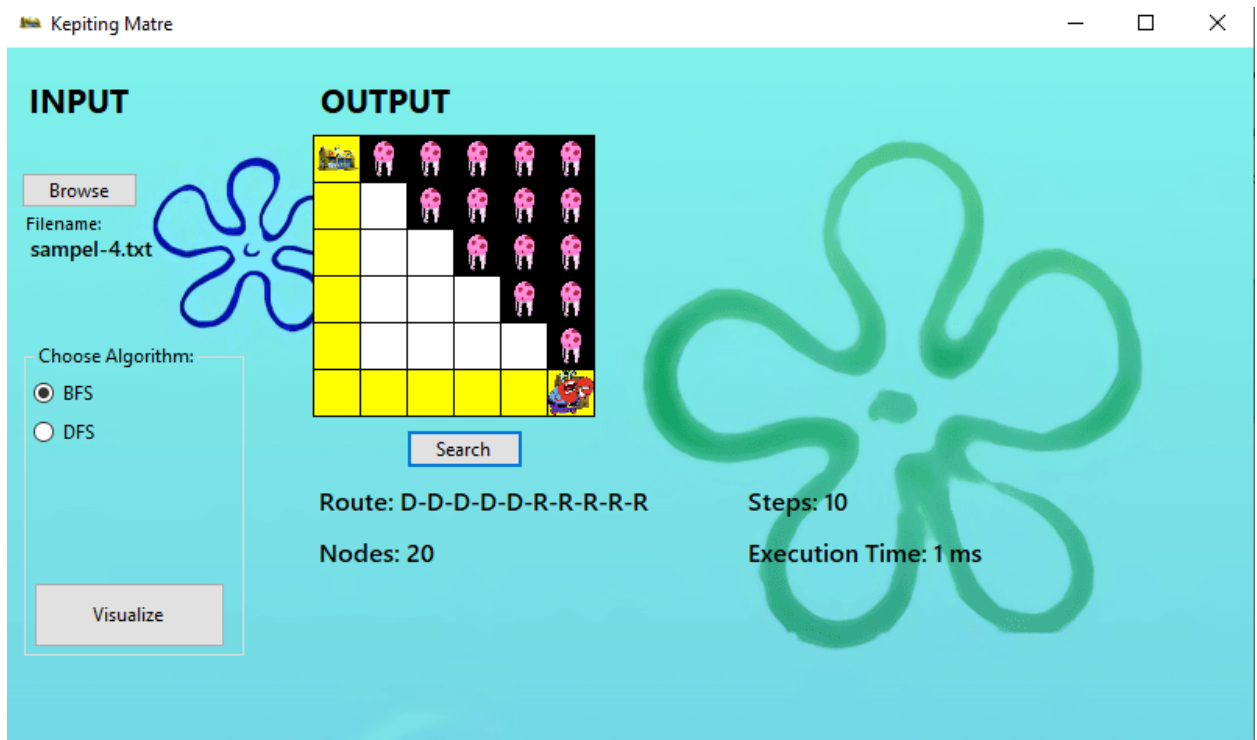 Kepiting Matre
INPUT
OUTPUT
Browse
Filename:
sampel-4.txt
Choose Algorithm:
BFS
DFS
Visualize
Search
Route: D-D-D-D-D-R-R-R-R-R
Steps: 10
Nodes: 20
Execution Time: 1 ms